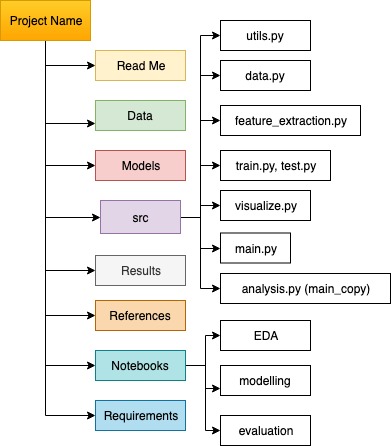 Project Name
Read Me
Data
Models
src
utils.py
data.py
feature_extraction.py
train.py, test.py
visualize.py
main.py
analysis.py (main_copy)
Results
References
Notebooks
EDA
modelling
evaluation
Requirements